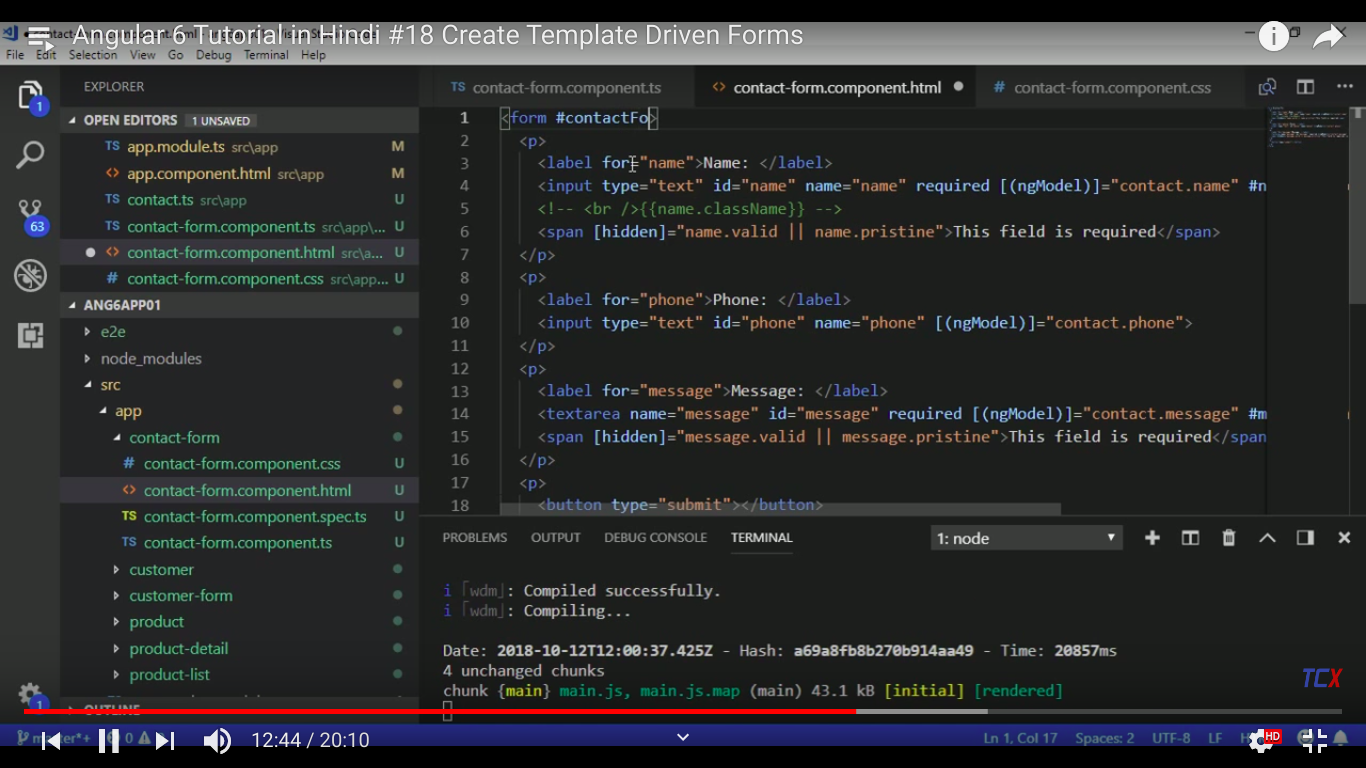 Angular 6 Tutorial in Hindi #18 Create Template Driven Forms
File Edit Selection View Go Debug Terminal Help
EXPLORER
TS contact-form.component.ts
<> contact-form.component.html
# contact-form.component.css
OPEN EDITORS 1 UNSAVED
TS app.module.ts src\app M
<> app.component.html src\app M
TS contact.ts src\app U
TS contact-form.component.ts src\app\... U
<> contact-form.component.html src\a... U
# contact-form.component.css src\app... U
1
63
ANG6APP01
e2e
node_modules
src
app
contact-form
# contact-form.component.css U
<> contact-form.component.html U
TS contact-form.component.spec.ts U
TS contact-form.component.ts U
customer
customer-form
product
product-detail
product-list
OUTLINE
1
1 <form #contactFo>
2 <p>
3 <label for="name">Name: </label>
4 <input type="text" id="name" name="name" required [(ngModel)]="contact.name" #n
5 <!-- <br />{{name.className}} -->
6 <span [hidden]="name.valid || name.pristine">This field is required</span>
7 </p>
8 <p>
9 <label for="phone">Phone: </label>
10 <input type="text" id="phone" name="phone" [(ngModel)]="contact.phone">
11 </p>
12 <p>
13 <label for="message">Message: </label>
14 <textarea name="message" id="message" required [(ngModel)]="contact.message" #m
15 <span [hidden]="message.valid || message.pristine">This field is required</span
16 </p>
17 <p>
18 <button type="submit"></button>
PROBLEMS OUTPUT DEBUG CONSOLE TERMINAL 1: node
i ｢wdm｣: Compiled successfully.
i ｢wdm｣: Compiling...
Date: 2018-10-12T12:00:37.425Z - Hash: a69a8fb8b270b914aa49 - Time: 20857ms
4 unchanged chunks
chunk {main} main.js, main.js.map (main) 43.1 kB [initial] [rendered]
TCX
12:44 / 20:10
0
Ln 1, Col 17 Spaces: 2 UTF-8 LF
HD